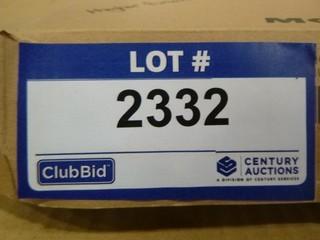 LOT #
2332
ClubBid
CENTURY
AUCTIONS
A DIVISION OF CENTURY SERVICES